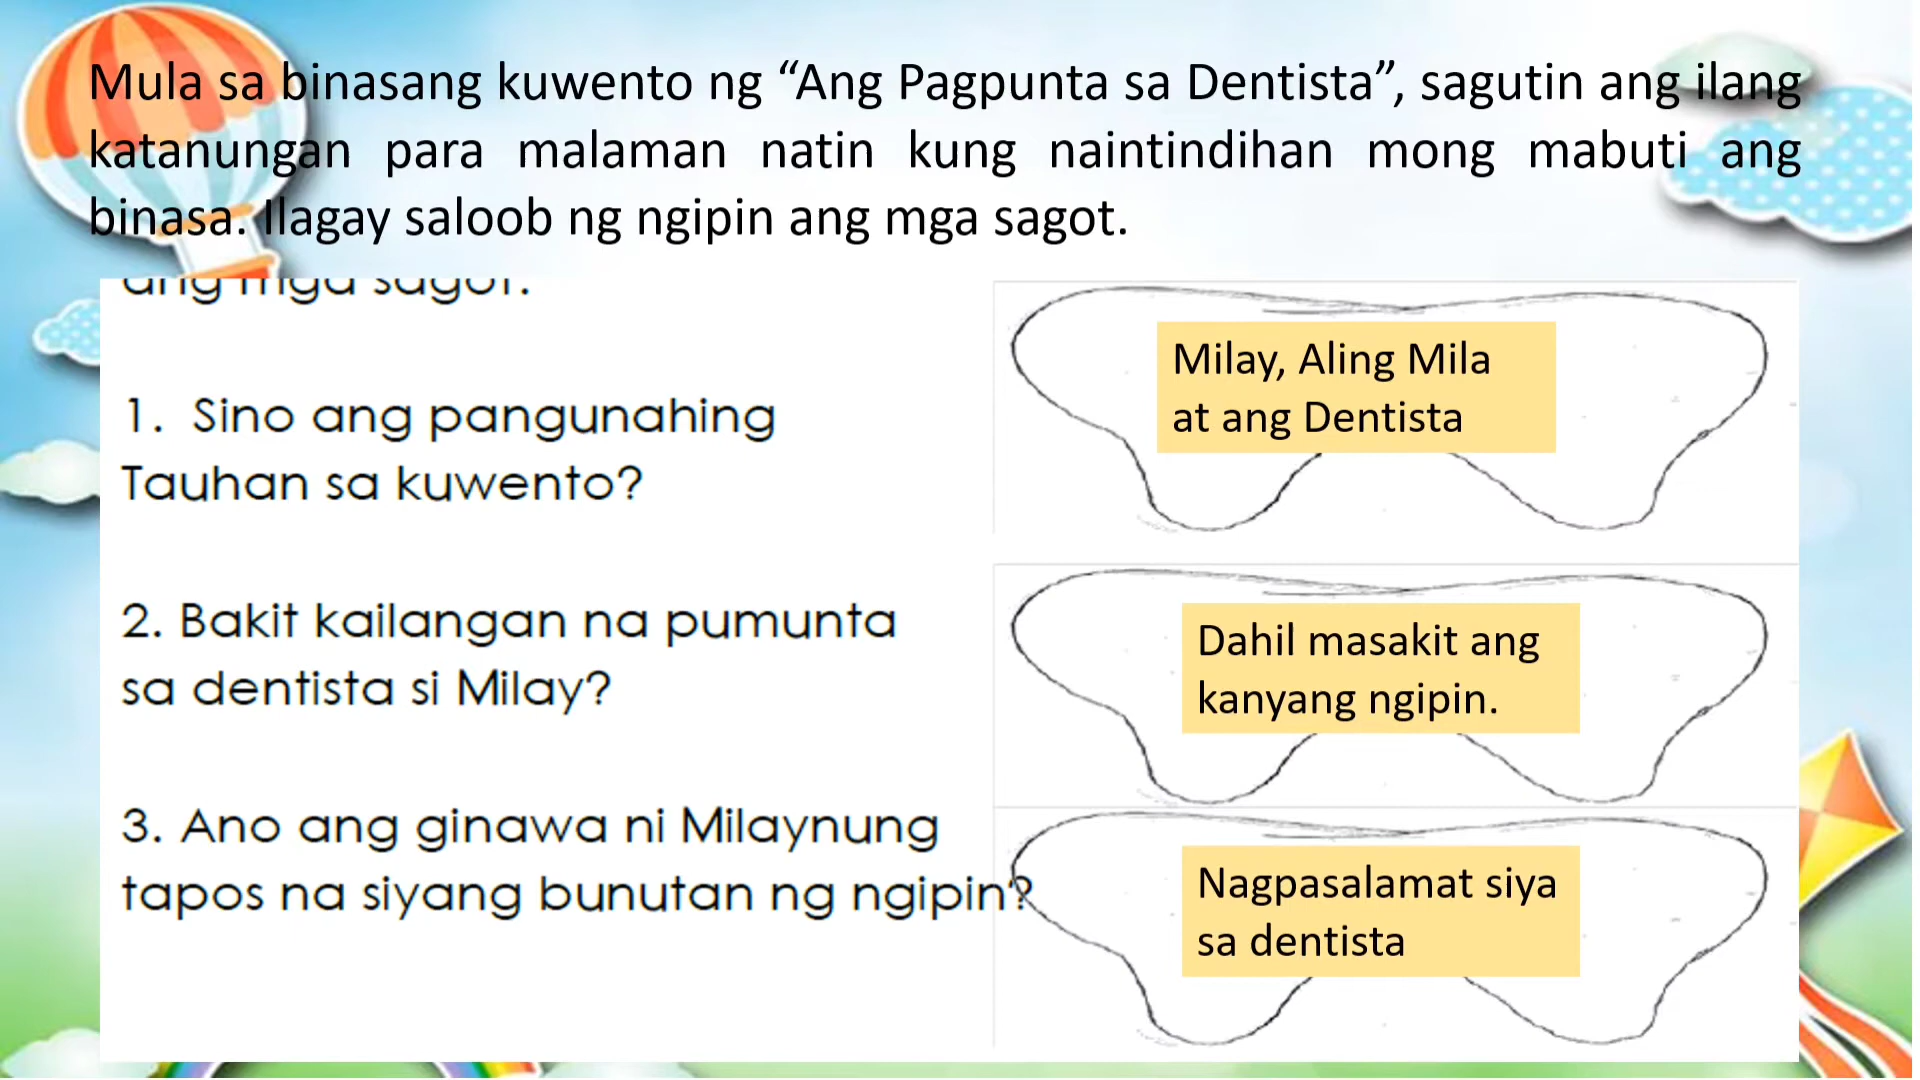 Mula sa binasang kuwento ng “Ang Pagpunta sa Dentista”, sagutin ang ilang
katanungan para malaman natin kung naintindihan mong mabuti ang
binasa. Ilagay saloob ng ngipin ang mga sagot.
ang mga sagot.
1. Sino ang pangunahing
Tauhan sa kuwento?
Milay, Aling Mila
at ang Dentista
2. Bakit kailangan na pumunta
sa dentista si Milay?
Dahil masakit ang
kanyang ngipin.
3. Ano ang ginawa ni Milaynung
tapos na siyang bunutan ng ngipin?
Nagpasalamat siya
sa dentista